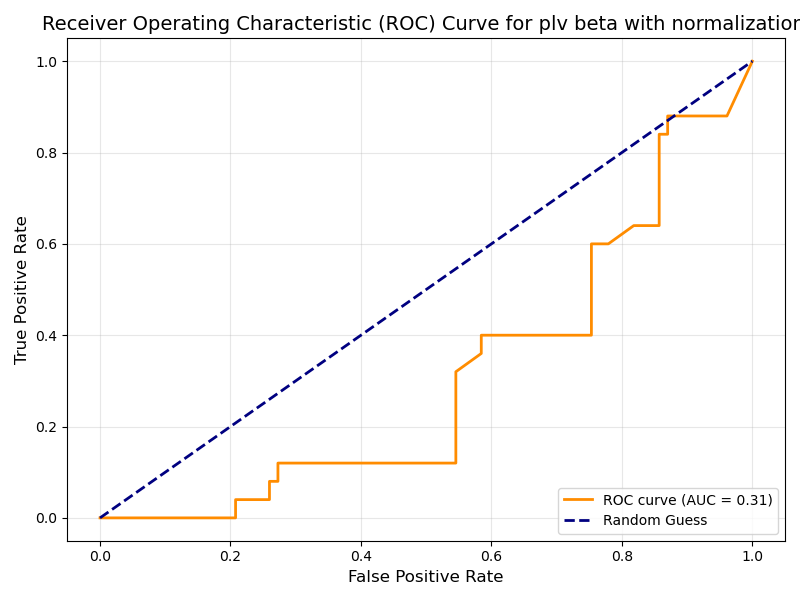 Receiver Operating Characteristic (ROC) Curve for plv beta with normalization
True Positive Rate
1.0
0.8
0.6
0.4
0.2
0.0
0.0 0.2 0.4 0.6 0.8 1.0
False Positive Rate
ROC curve (AUC = 0.31)
Random Guess